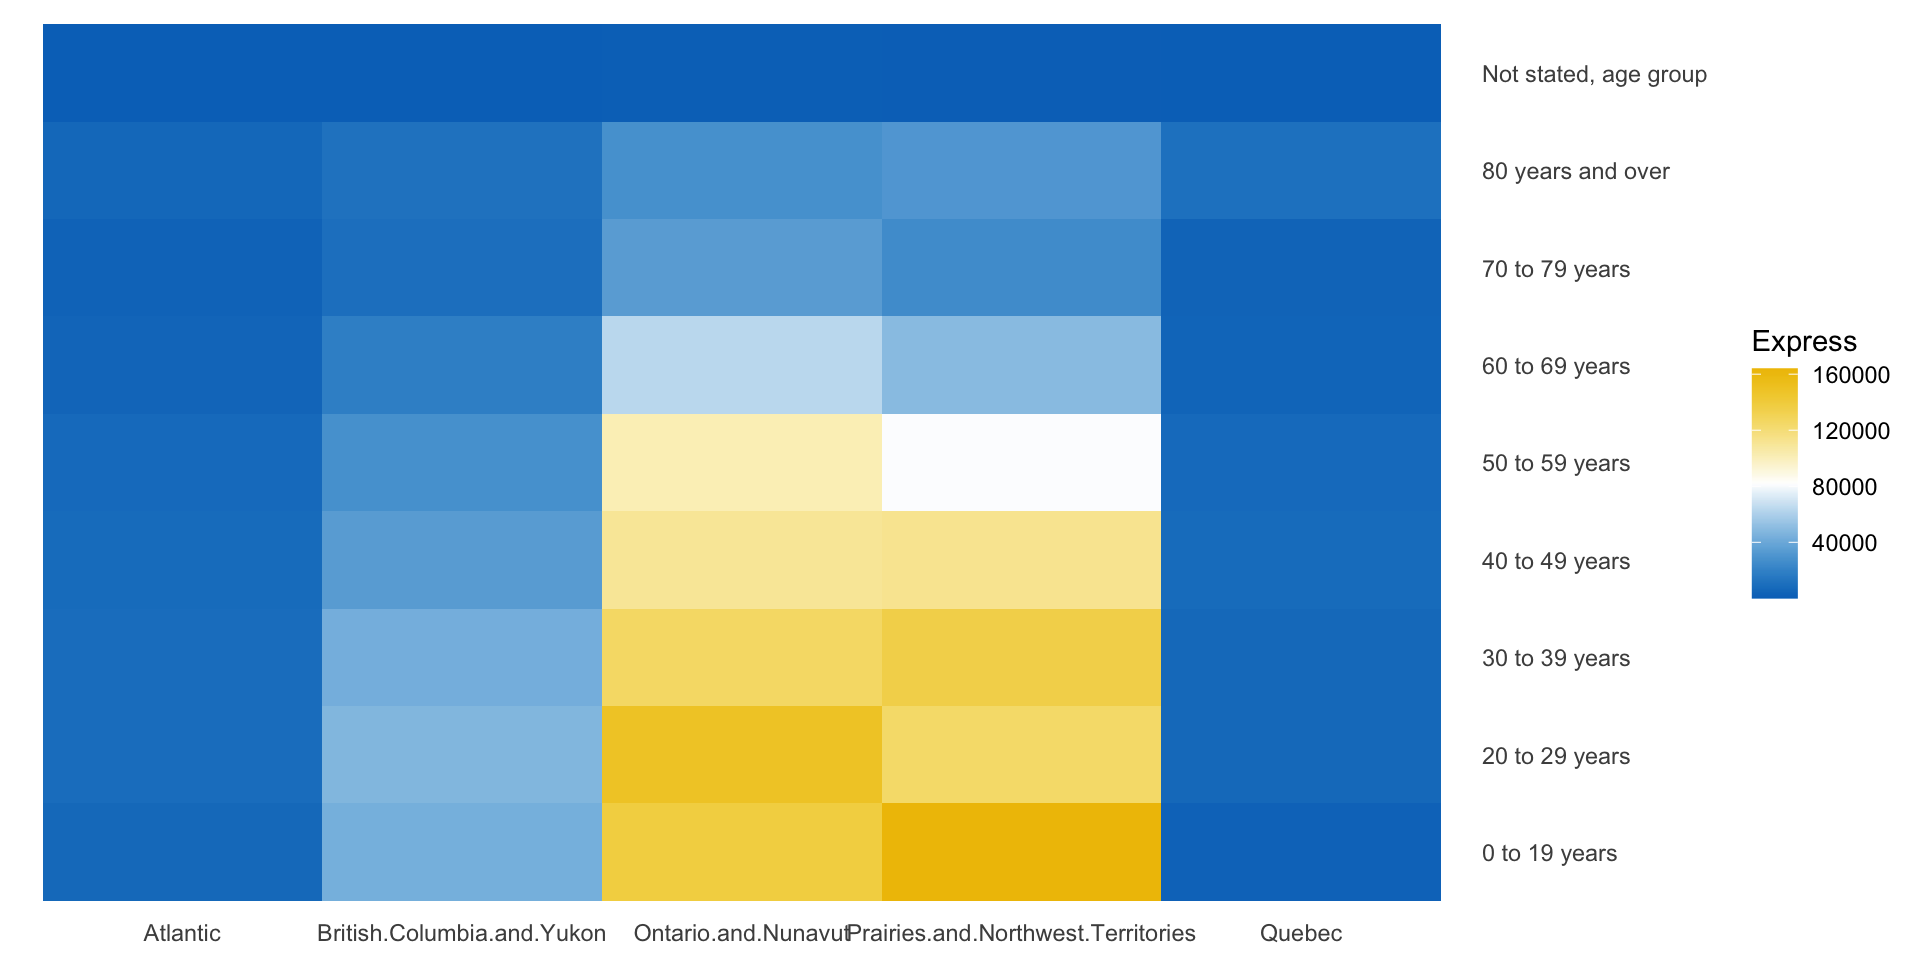 Not stated, age group
80 years and over
70 to 79 years
60 to 69 years
50 to 59 years
40 to 49 years
30 to 39 years
20 to 29 years
0 to 19 years
Express
160000
120000
80000
40000
Atlantic
British.Columbia.and.Yukon
Ontario.and.Nunavut
Prairies.and.Northwest.Territories
Quebec